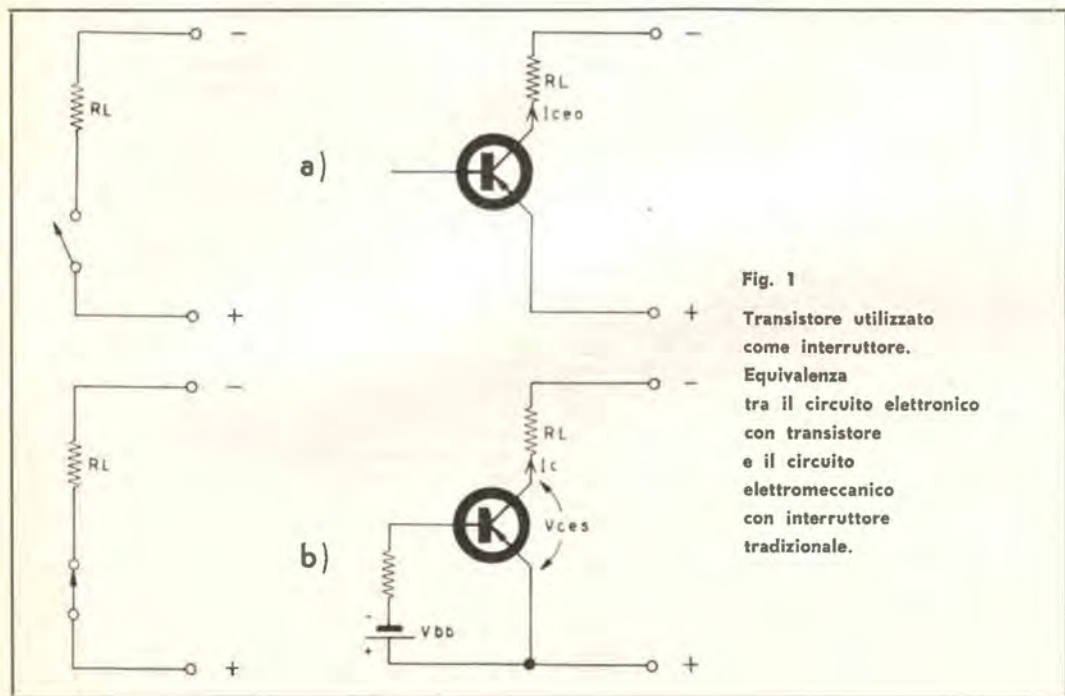 -
RL
+
a)
-
RL
Iceo
+
Fig. 1
Transistore utilizzato
come interruttore.
Equivalenza
tra il circuito elettronico
con transistore
e il circuito
elettromeccanico
con interruttore
tradizionale.
-
RL
+
b)
-
RL
Ic
Vces
-
Vbb
+
+